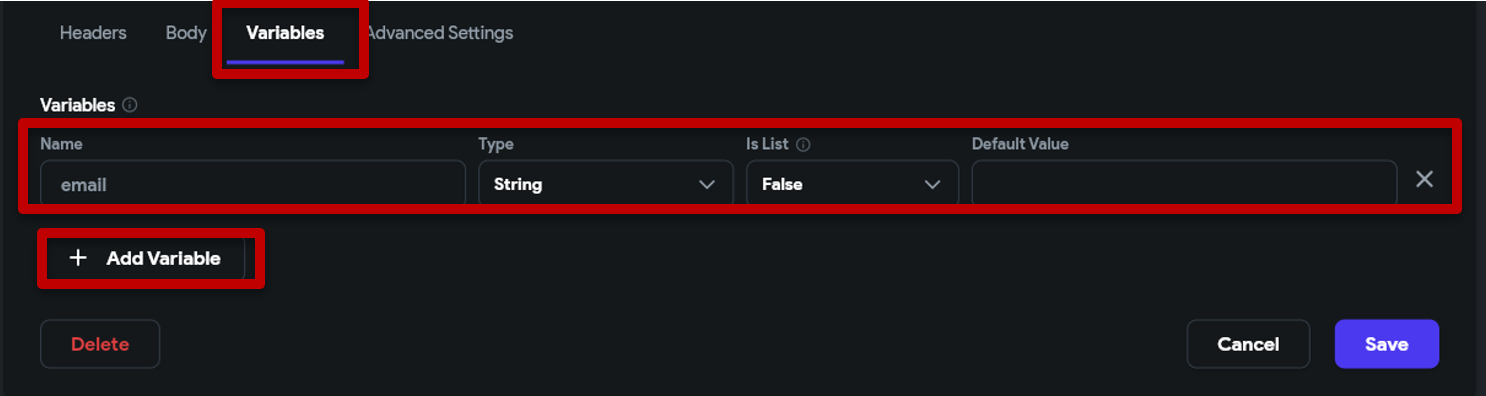 Headers Body Variables Advanced Settings
Variables
Name Type Is List Default Value
email String False
+ Add Variable
Delete Cancel Save